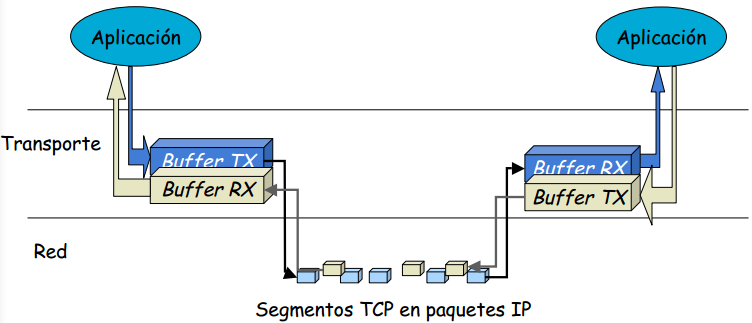 Aplicación
Aplicación
Transporte
Buffer TX
Buffer RX
Buffer RX
Buffer TX
Red
Segmentos TCP en paquetes IP